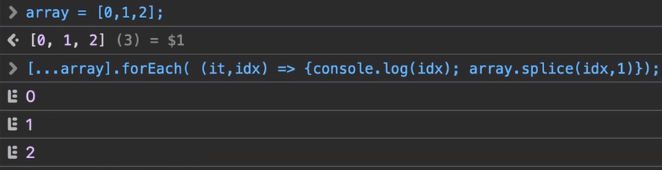 > array = [0,1,2];
[0, 1, 2] (3) = $1
> [...array].forEach( (it,idx) => {console.log(idx); array.splice(idx,1)});
0
1
2